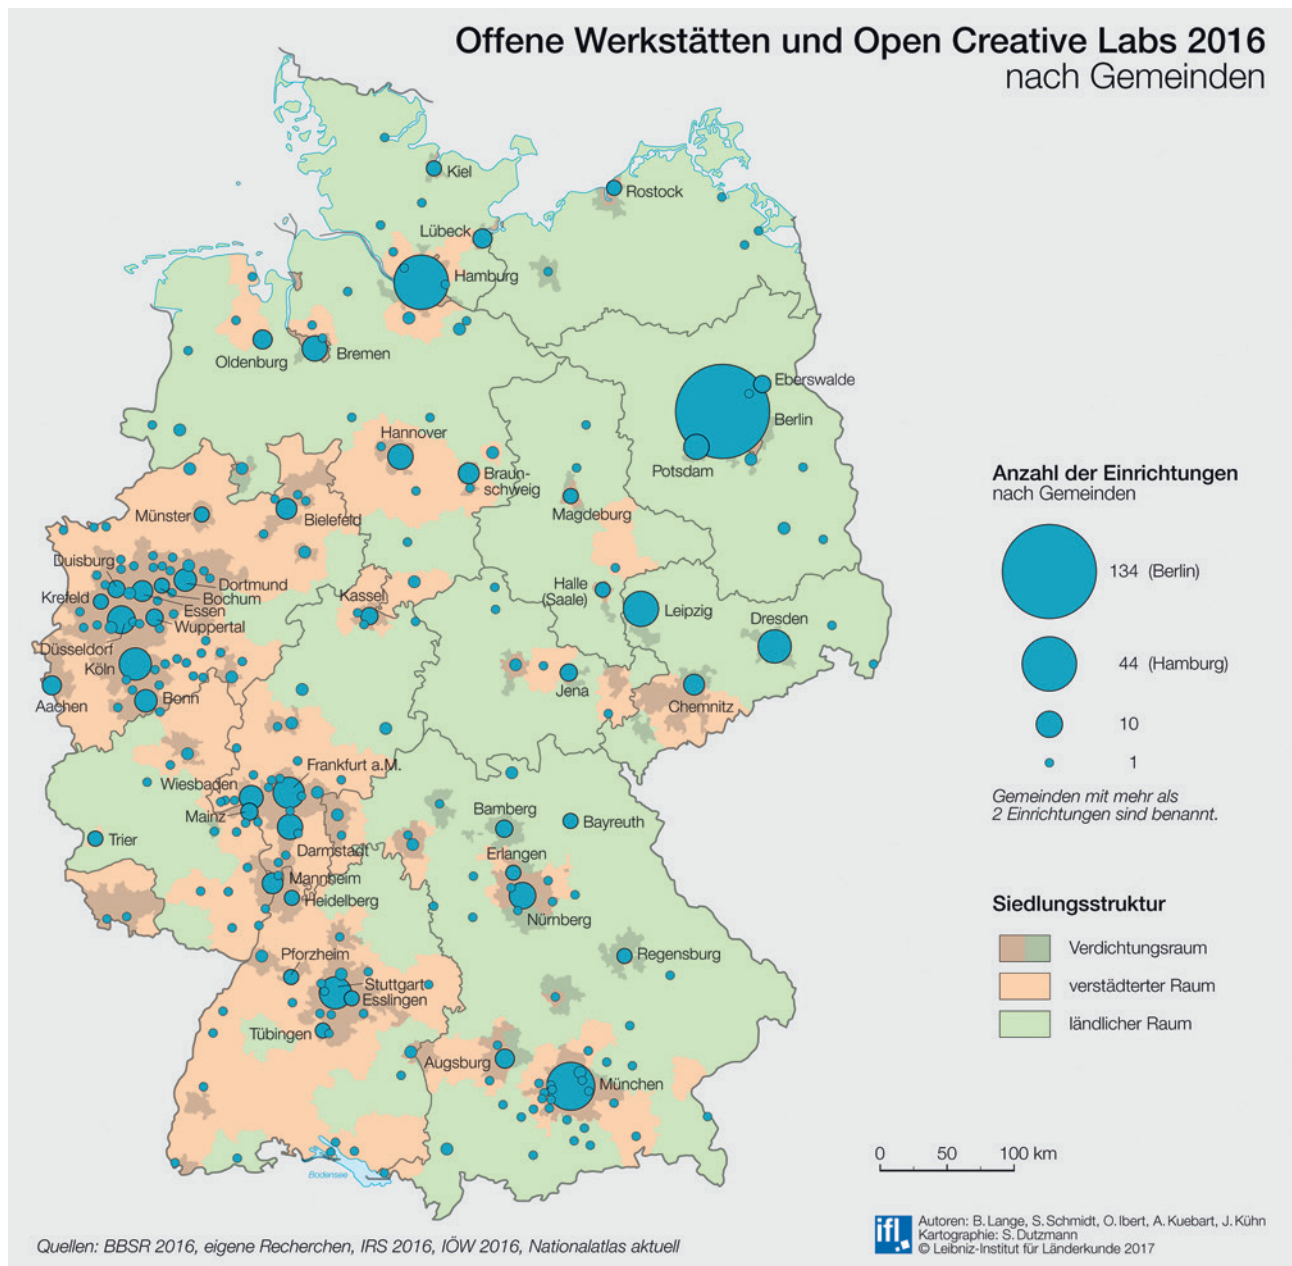 Offene Werkstätten und Open Creative Labs 2016
nach Gemeinden
Kiel
Rostock
Lübeck
Hamburg
Oldenburg
Bremen
Eberswalde
Berlin
Potsdam
Hannover
Braun-
schweig
Magdeburg
Münster
Bielefeld
Duisburg
Dortmund
Krefeld
Bochum
Essen
Wuppertal
Düsseldorf
Köln
Aachen
Bonn
Kassel
Halle
(Saale)
Leipzig
Dresden
Jena
Chemnitz
Wiesbaden
Frankfurt a.M.
Mainz
Trier
Darmstadt
Bamberg
Bayreuth
Erlangen
Mannheim
Heidelberg
Nürnberg
Pforzheim
Regensburg
Stuttgart
Esslingen
Tübingen
Augsburg
München
Bodensee
Anzahl der Einrichtungen
nach Gemeinden
134 (Berlin)
44 (Hamburg)
10
1
Gemeinden mit mehr als
2 Einrichtungen sind benannt.
Siedlungsstruktur
Verdichtungsraum
verstädterter Raum
ländlicher Raum
0 50 100 km
Quellen: BBSR 2016, eigene Recherchen, IRS 2016, IÖW 2016, Nationalatlas aktuell
ifl
Autoren: B. Lange, S. Schmidt, O. Ibert, A. Kuebart, J. Kühn
Kartographie: S. Dutzmann
© Leibniz-Institut für Länderkunde 2017